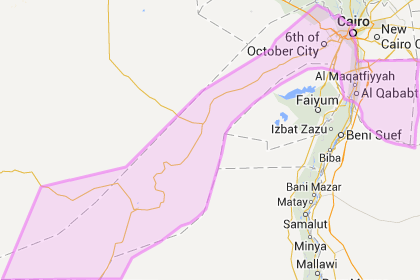 Cairo
6th of
October City
New
Cairo C
Al Maqatfiyyah
Al Qababt
Faiyum
Izbat Zazu
Beni Suef
Biba
Bani Mazar
Matay
Samalut
Minya
Mallawi